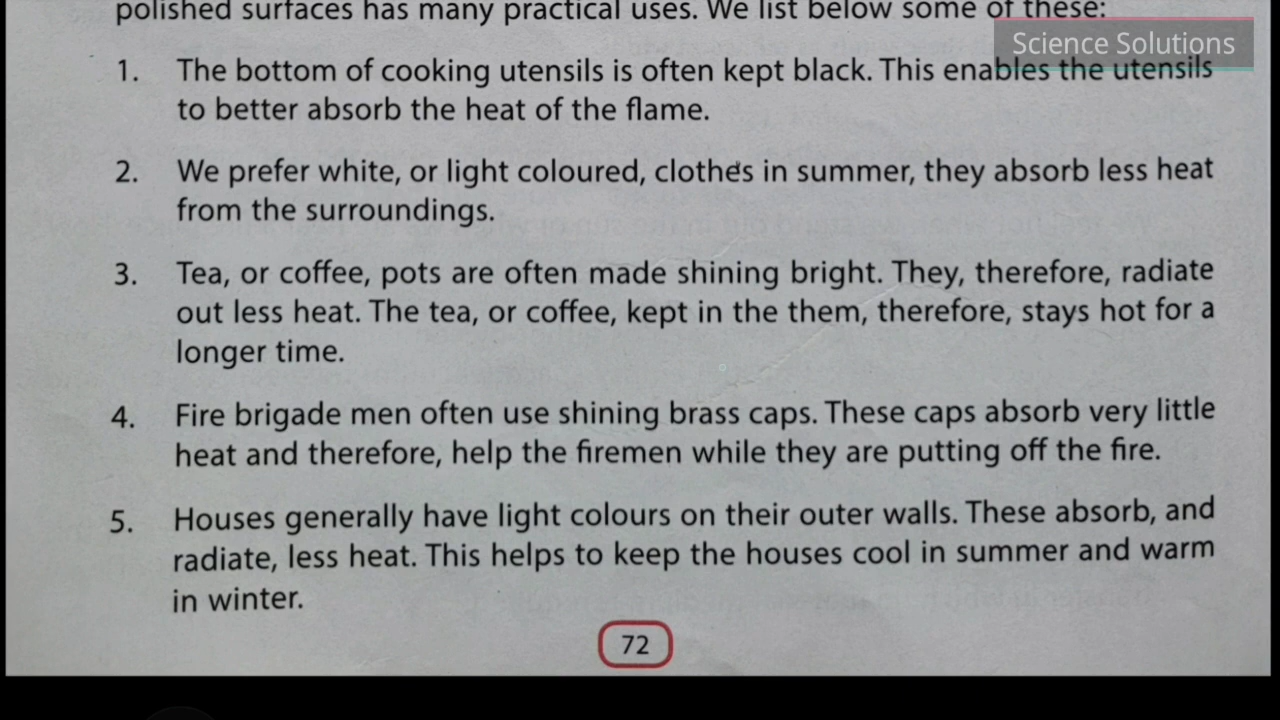 polished surfaces has many practical uses. We list below some of these:
Science Solutions
1. The bottom of cooking utensils is often kept black. This enables the utensils
to better absorb the heat of the flame.
2. We prefer white, or light coloured, clothes in summer, they absorb less heat
from the surroundings.
3. Tea, or coffee, pots are often made shining bright. They, therefore, radiate
out less heat. The tea, or coffee, kept in the them, therefore, stays hot for a
longer time.
4. Fire brigade men often use shining brass caps. These caps absorb very little
heat and therefore, help the firemen while they are putting off the fire.
5. Houses generally have light colours on their outer walls. These absorb, and
radiate, less heat. This helps to keep the houses cool in summer and warm
in winter.
72